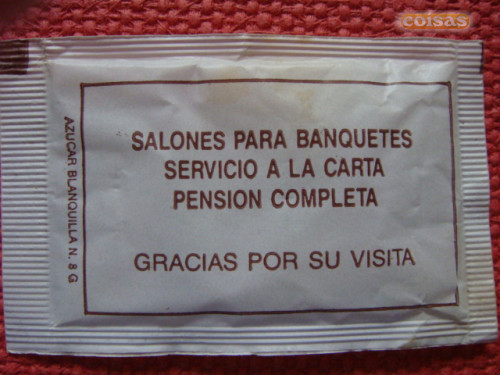 coisas
SALONES PARA BANQUETES
SERVICIO A LA CARTA
PENSION COMPLETA
GRACIAS POR SU VISITA
AZUCAR BLANQUILLA N. 8 G